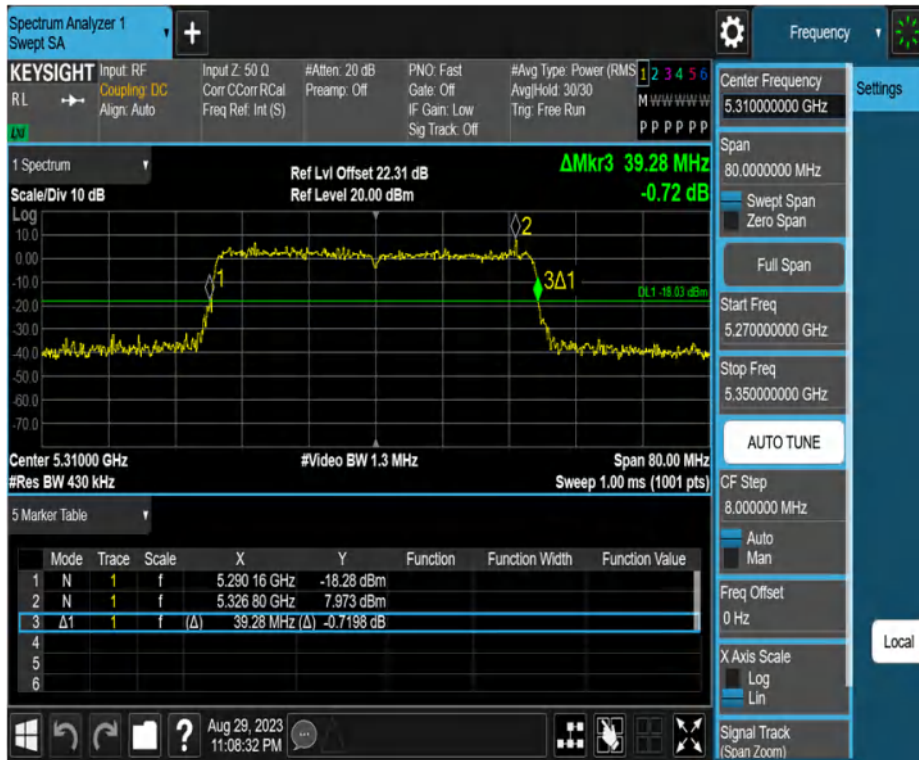 Spectrum Analyzer 1
Swept SA
+
Frequency
KEYSIGHT
RL
LXI
Input: RF
Coupling: DC
Align: Auto
Input Z: 50 Ω
Corr CCorr RCal
Freq Ref: Int (S)
#Atten: 20 dB
Preamp: Off
PNO: Fast
Gate: Off
IF Gain: Low
Sig Track: Off
#Avg Type: Power (RMS
Avg|Hold: 30/30
Trig: Free Run
1 2 3 4 5 6
M W W W W W
P P P P P P
1 Spectrum
Scale/Div 10 dB
Ref Lvl Offset 22.31 dB
Ref Level 20.00 dBm
ΔMkr3 39.28 MHz
-0.72 dB
Log
10.0
0.00
-10.0
-20.0
-30.0
-40.0
-50.0
-60.0
-70.0
1
2
3Δ1
DL1 -18.03 dBm
Center 5.31000 GHz
#Video BW 1.3 MHz
Span 80.00 MHz
#Res BW 430 kHz
Sweep 1.00 ms (1001 pts)
5 Marker Table
Mode Trace Scale X Y Function Function Width Function Value
1 N 1 f 5.290 16 GHz -18.28 dBm
2 N 1 f 5.326 80 GHz 7.973 dBm
3 Δ1 1 f (Δ) 39.28 MHz (Δ) -0.7198 dB
4
5
6
?
Aug 29, 2023
11:08:32 PM
Center Frequency
5.310000000 GHz
Span
80.0000000 MHz
Swept Span
Zero Span
Full Span
Start Freq
5.270000000 GHz
Stop Freq
5.350000000 GHz
AUTO TUNE
CF Step
8.000000 MHz
Auto
Man
Freq Offset
0 Hz
X Axis Scale
Log
Lin
Signal Track
(Span Zoom)
Settings
Local